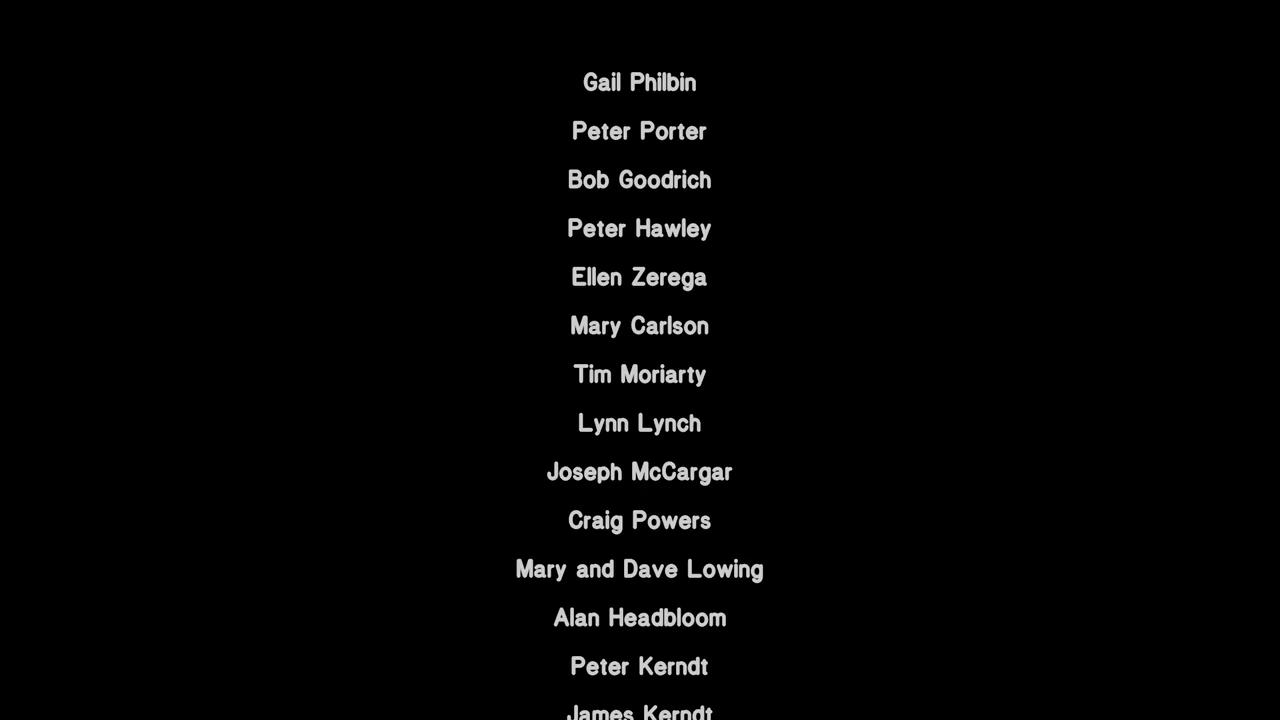 Gail Philbin
Peter Porter
Bob Goodrich
Peter Hawley
Ellen Zerega
Mary Carlson
Tim Moriarty
Lynn Lynch
Joseph McCargar
Craig Powers
Mary and Dave Lowing
Alan Headbloom
Peter Kerndt
James Kerndt